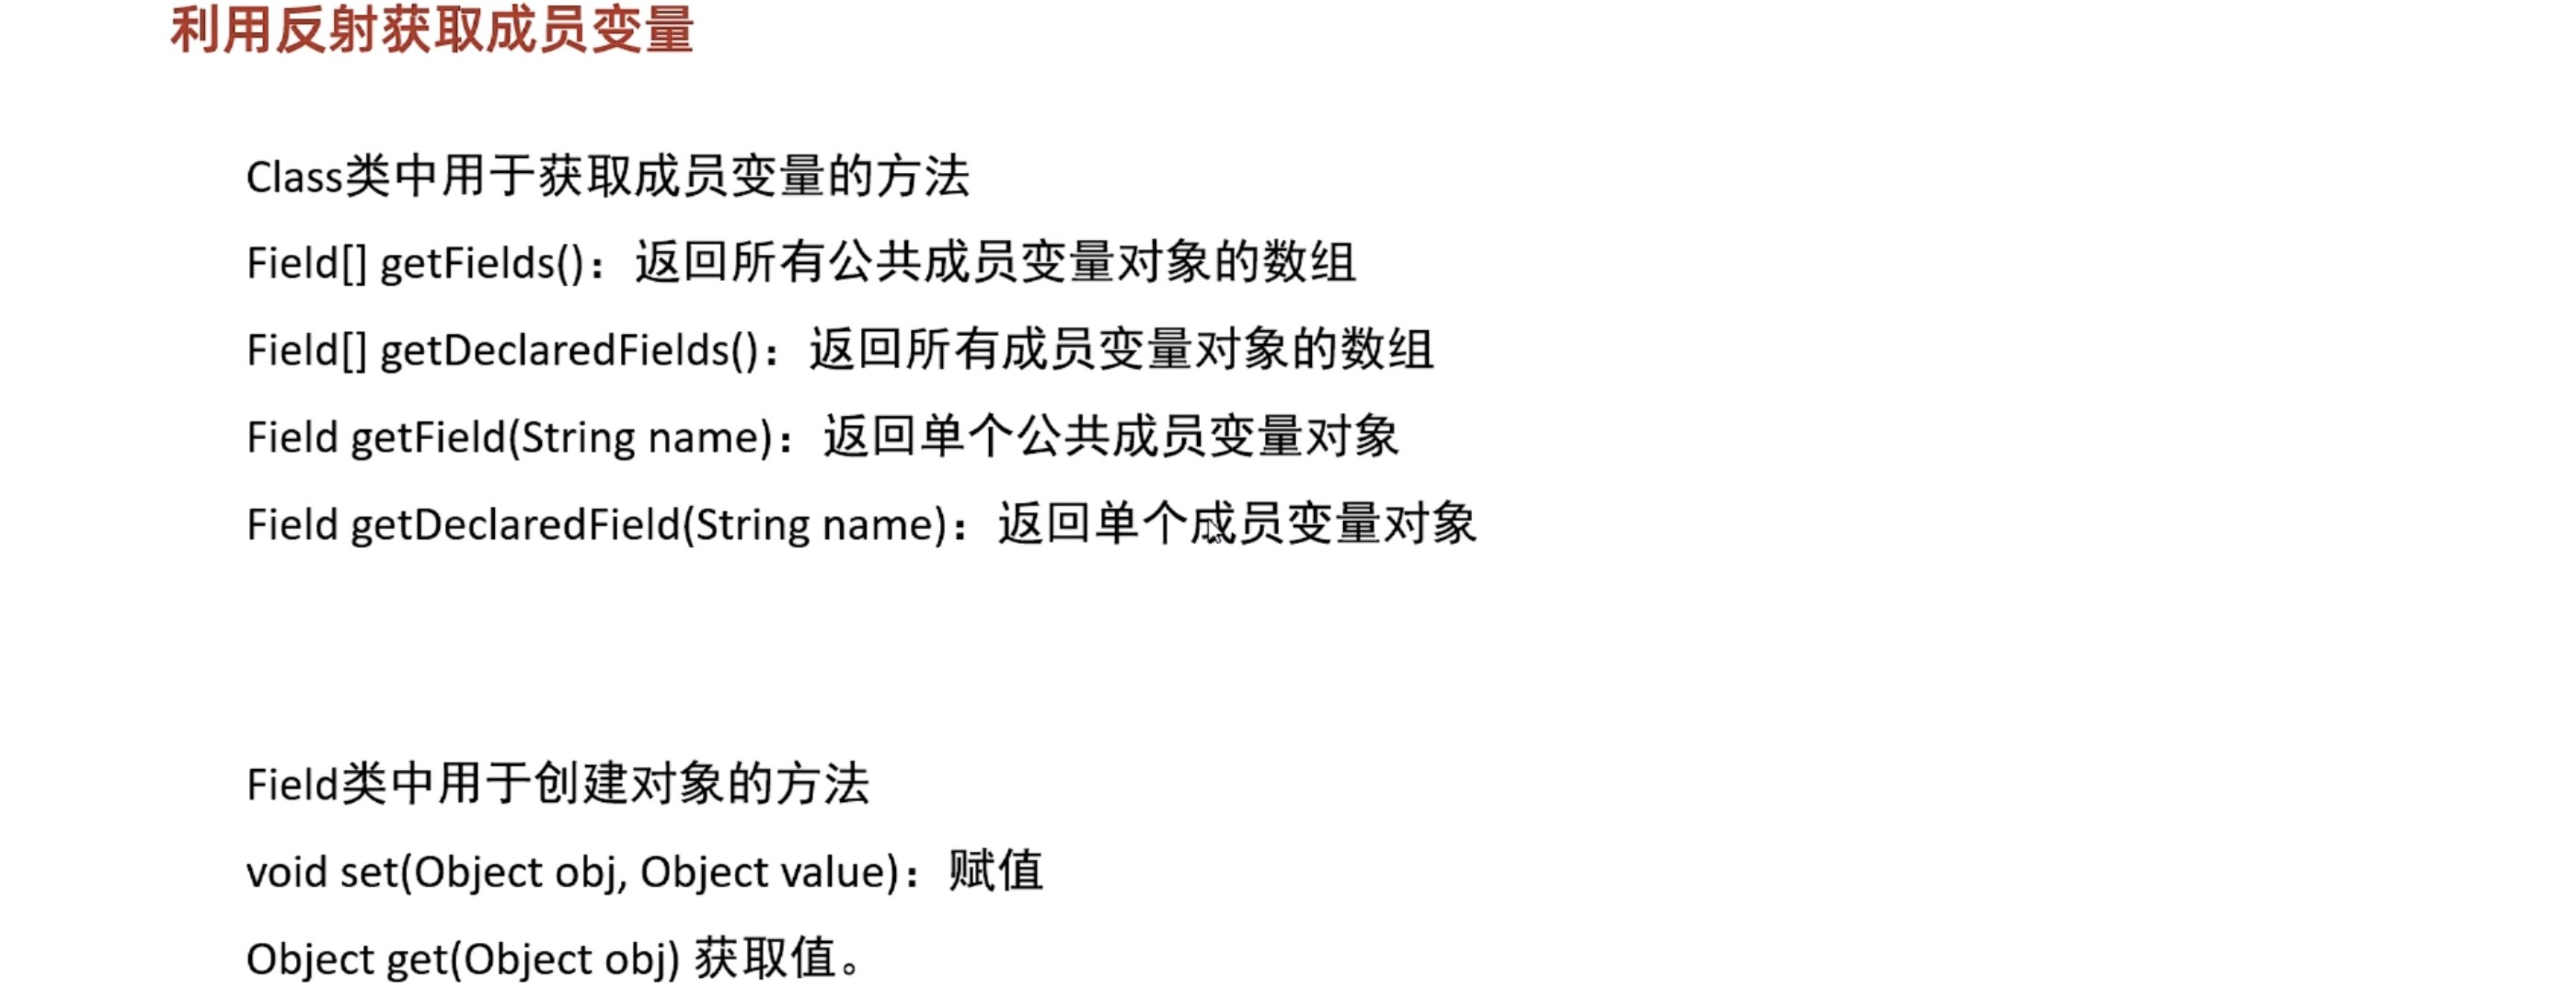 利用反射获取成员变量
Class类中用于获取成员变量的方法
Field[] getFields()：返回所有公共成员变量对象的数组
Field[] getDeclaredFields()：返回所有成员变量对象的数组
Field getField(String name)：返回单个公共成员变量对象
Field getDeclaredField(String name)：返回单个成员变量对象
Field类中用于创建对象的方法
void set(Object obj, Object value)：赋值
Object get(Object obj) 获取值。